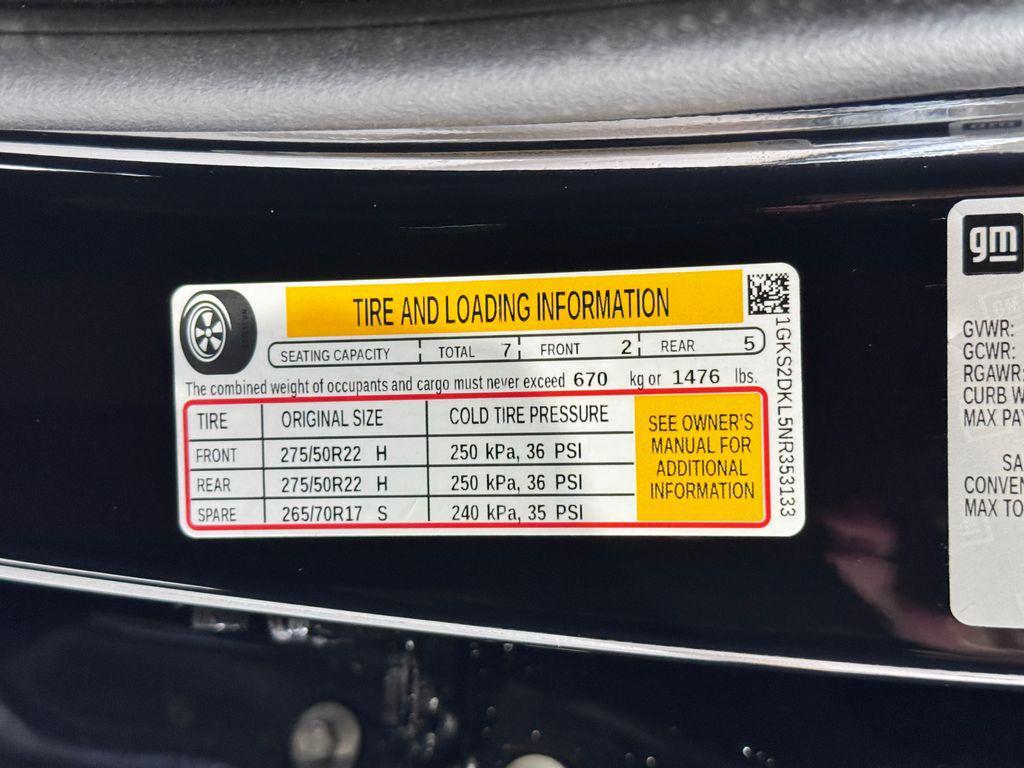 TIRE AND LOADING INFORMATION
SEATING CAPACITY TOTAL 7 FRONT 2 REAR 5
The combined weight of occupants and cargo must never exceed 670 kg or 1476 lbs.
TIRE ORIGINAL SIZE COLD TIRE PRESSURE
FRONT 275/50R22 H 250 kPa, 36 PSI
REAR 275/50R22 H 250 kPa, 36 PSI
SPARE 265/70R17 S 240 kPa, 35 PSI
SEE OWNER'S
MANUAL FOR
ADDITIONAL
INFORMATION
1GKS2DKL5NR353133
gm
GVWR:
GCWR:
RGAWR:
CURB W
MAX PA
SA
CONVEN
MAX TO